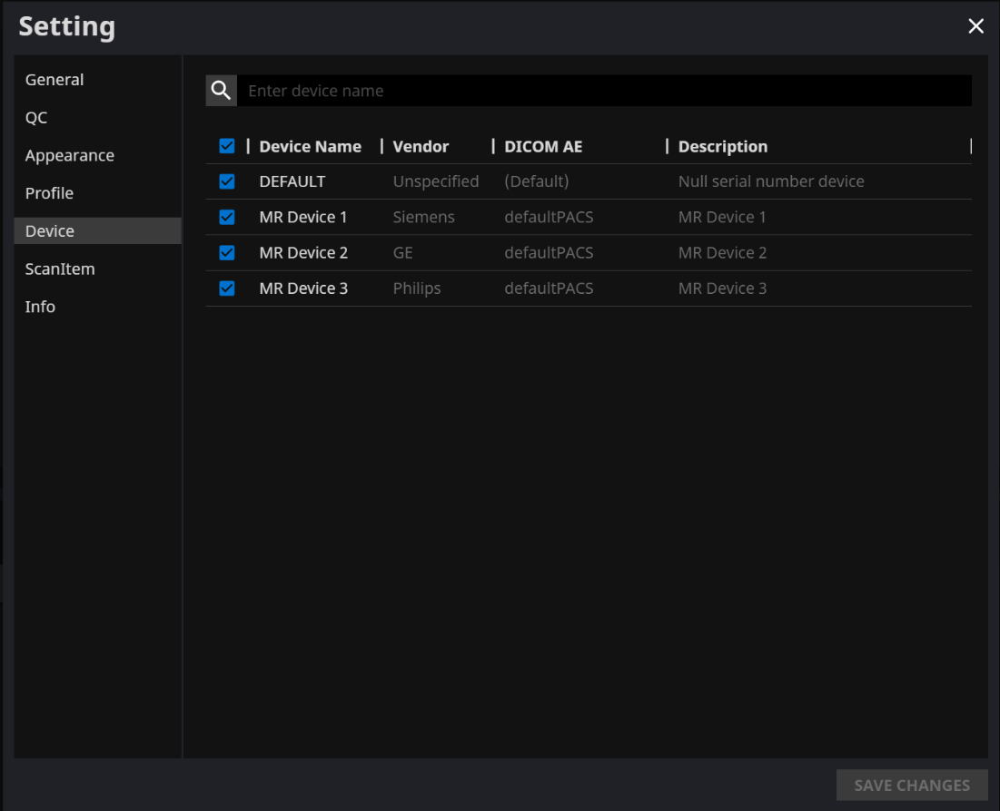 Setting
General
QC
Appearance
Profile
Device
ScanItem
Info
Enter device name
Device Name Vendor DICOM AE Description
DEFAULT Unspecified (Default) Null serial number device
MR Device 1 Siemens defaultPACS MR Device 1
MR Device 2 GE defaultPACS MR Device 2
MR Device 3 Philips defaultPACS MR Device 3
SAVE CHANGES